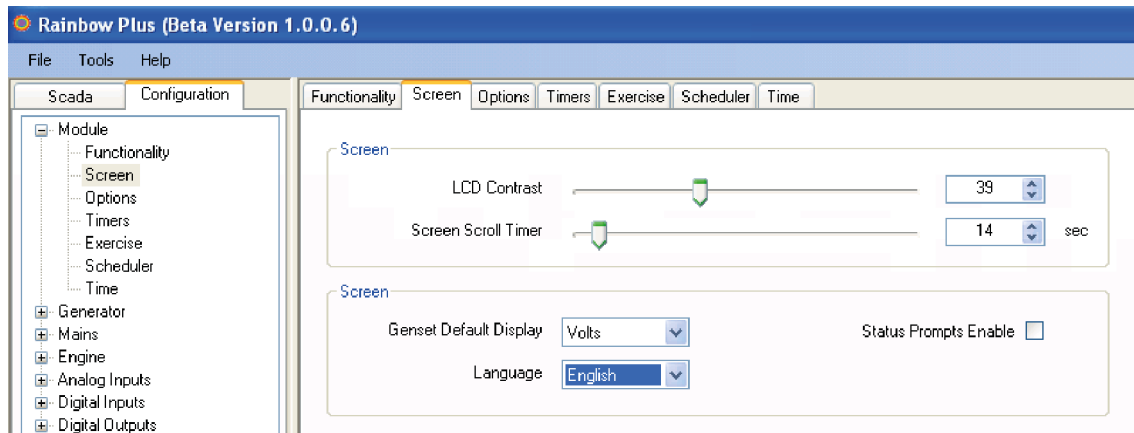 Rainbow Plus (Beta Version 1.0.0.6)
File Tools Help
Scada Configuration
Module
Functionality
Screen
Options
Timers
Exercise
Scheduler
Time
Generator
Mains
Engine
Analog Inputs
Digital Inputs
Digital Outputs
Functionality Screen Options Timers Exercise Scheduler Time
Screen
LCD Contrast 39
Screen Scroll Timer 14 sec
Screen
Genset Default Display Volts Status Prompts Enable
Language English